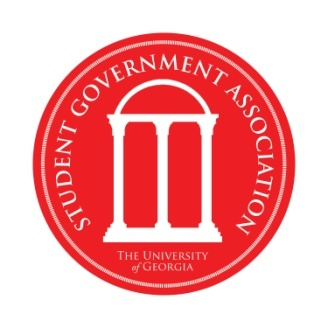 STUDENT GOVERNMENT ASSOCIATION
THE UNIVERSITY
of GEORGIA